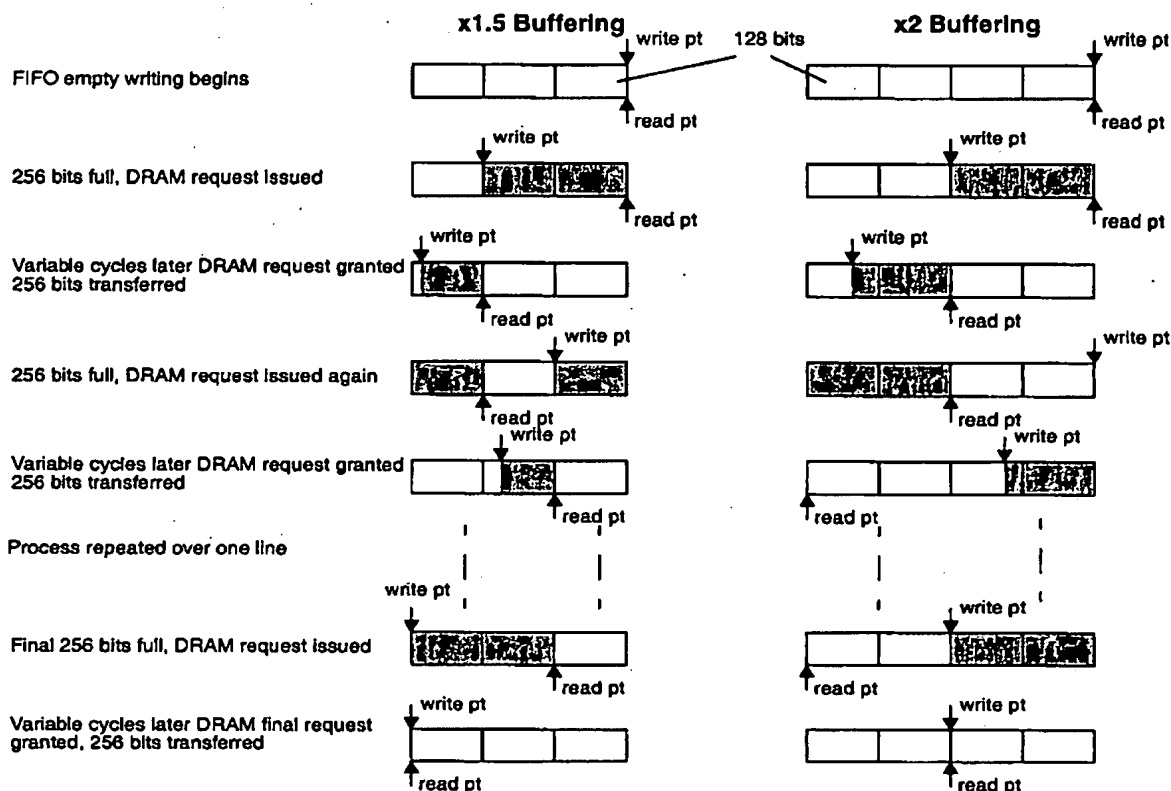 x1.5 Buffering
x2 Buffering
write pt
128 bits
write pt
FIFO empty writing begins
read pt
read pt
write pt
write pt
256 bits full, DRAM request issued
read pt
read pt
write pt
write pt
Variable cycles later DRAM request granted
256 bits transferred
read pt
read pt
write pt
write pt
256 bits full, DRAM request issued again
read pt
read pt
write pt
write pt
Variable cycles later DRAM request granted
256 bits transferred
read pt
read pt
Process repeated over one line
write pt
write pt
Final 256 bits full, DRAM request issued
read pt
read pt
write pt
write pt
Variable cycles later DRAM final request
granted, 256 bits transferred
read pt
read pt